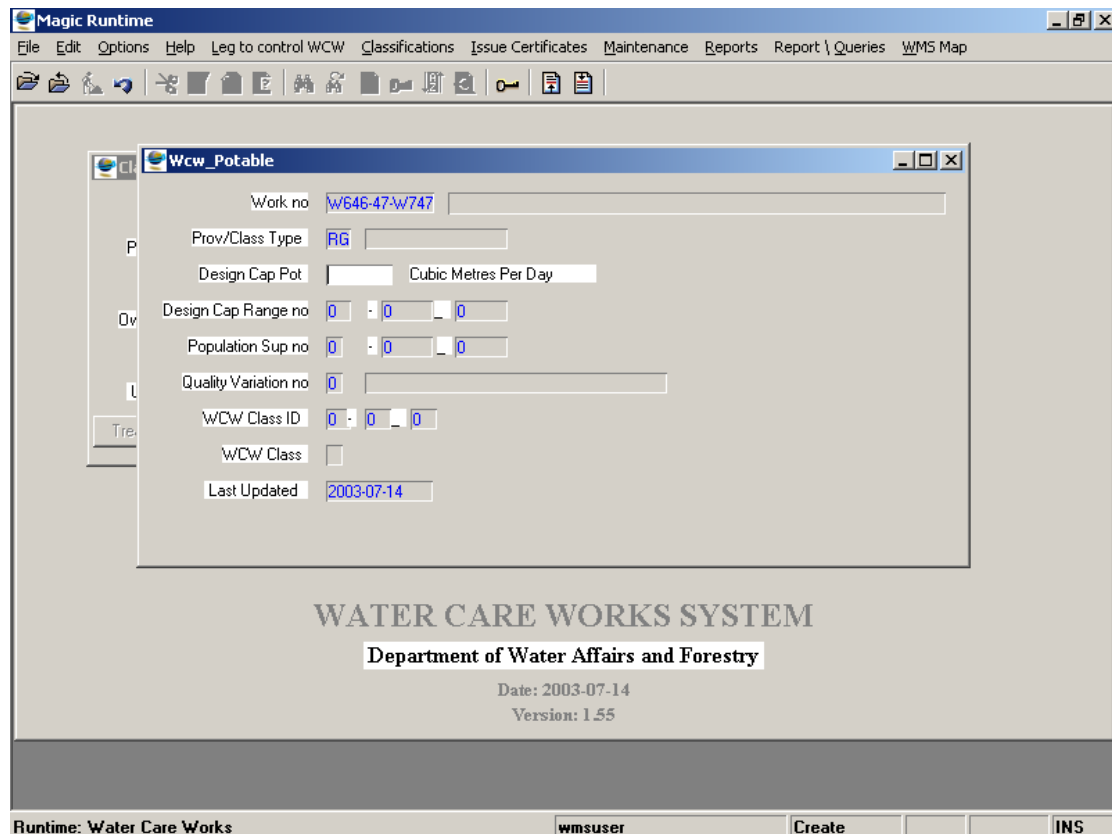 Magic Runtime
File Edit Options Help Leg to control WCW Classifications Issue Certificates Maintenance Reports Report \ Queries WMS Map
Wcw_Potable
Work no W646-47-W747
Prov/Class Type RG
Design Cap Pot Cubic Metres Per Day
Design Cap Range no 0 - 0 _ 0
Population Sup no 0 - 0 _ 0
Quality Variation no 0
WCW Class ID 0 - 0 _ 0
WCW Class
Last Updated 2003-07-14
WATER CARE WORKS SYSTEM
Department of Water Affairs and Forestry
Date: 2003-07-14
Version: 1.55
Runtime: Water Care Works wmsuser Create INS